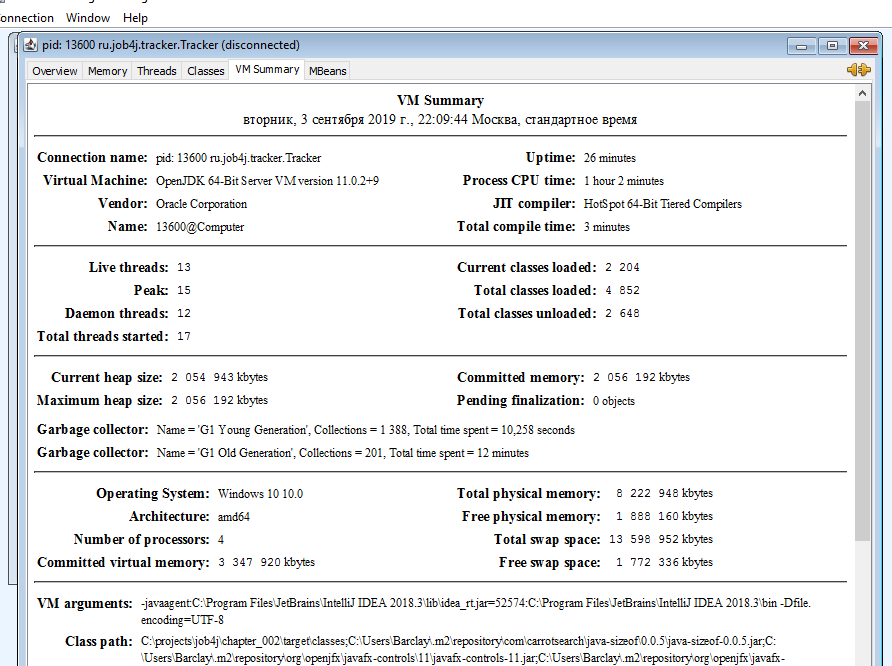 onnection Window Help
pid: 13600 ru.job4j.tracker.Tracker (disconnected)
Overview Memory Threads Classes VM Summary MBeans
VM Summary
вторник, 3 сентября 2019 г., 22:09:44 Москва, стандартное время
Connection name: pid: 13600 ru.job4j.tracker.Tracker Uptime: 26 minutes
Virtual Machine: OpenJDK 64-Bit Server VM version 11.0.2+9 Process CPU time: 1 hour 2 minutes
Vendor: Oracle Corporation JIT compiler: HotSpot 64-Bit Tiered Compilers
Name: 13600@Computer Total compile time: 3 minutes
Live threads: 13 Current classes loaded: 2 204
Peak: 15 Total classes loaded: 4 852
Daemon threads: 12 Total classes unloaded: 2 648
Total threads started: 17
Current heap size: 2 054 943 kbytes Committed memory: 2 056 192 kbytes
Maximum heap size: 2 056 192 kbytes Pending finalization: 0 objects
Garbage collector: Name = 'G1 Young Generation', Collections = 1 388, Total time spent = 10,258 seconds
Garbage collector: Name = 'G1 Old Generation', Collections = 201, Total time spent = 12 minutes
Operating System: Windows 10 10.0 Total physical memory: 8 222 948 kbytes
Architecture: amd64 Free physical memory: 1 888 160 kbytes
Number of processors: 4 Total swap space: 13 598 952 kbytes
Committed virtual memory: 3 347 920 kbytes Free swap space: 1 772 336 kbytes
VM arguments: -javaagent:C:\Program Files\JetBrains\IntelliJ IDEA 2018.3\lib\idea_rt.jar=52574:C:\Program Files\JetBrains\IntelliJ IDEA 2018.3\bin -Dfile.
encoding=UTF-8
Class path: C:\projects\job4j\chapter_002\target\classes;C:\Users\Barclay\.m2\repository\com\carrotsearch\java-sizeof\0.0.5\java-sizeof-0.0.5.jar;C:
\Users\Barclay\.m2\repository\org\openjfx\javafx-controls\11\javafx-controls-11.jar;C:\Users\Barclay\.m2\repository\org\openjfx\javafx-